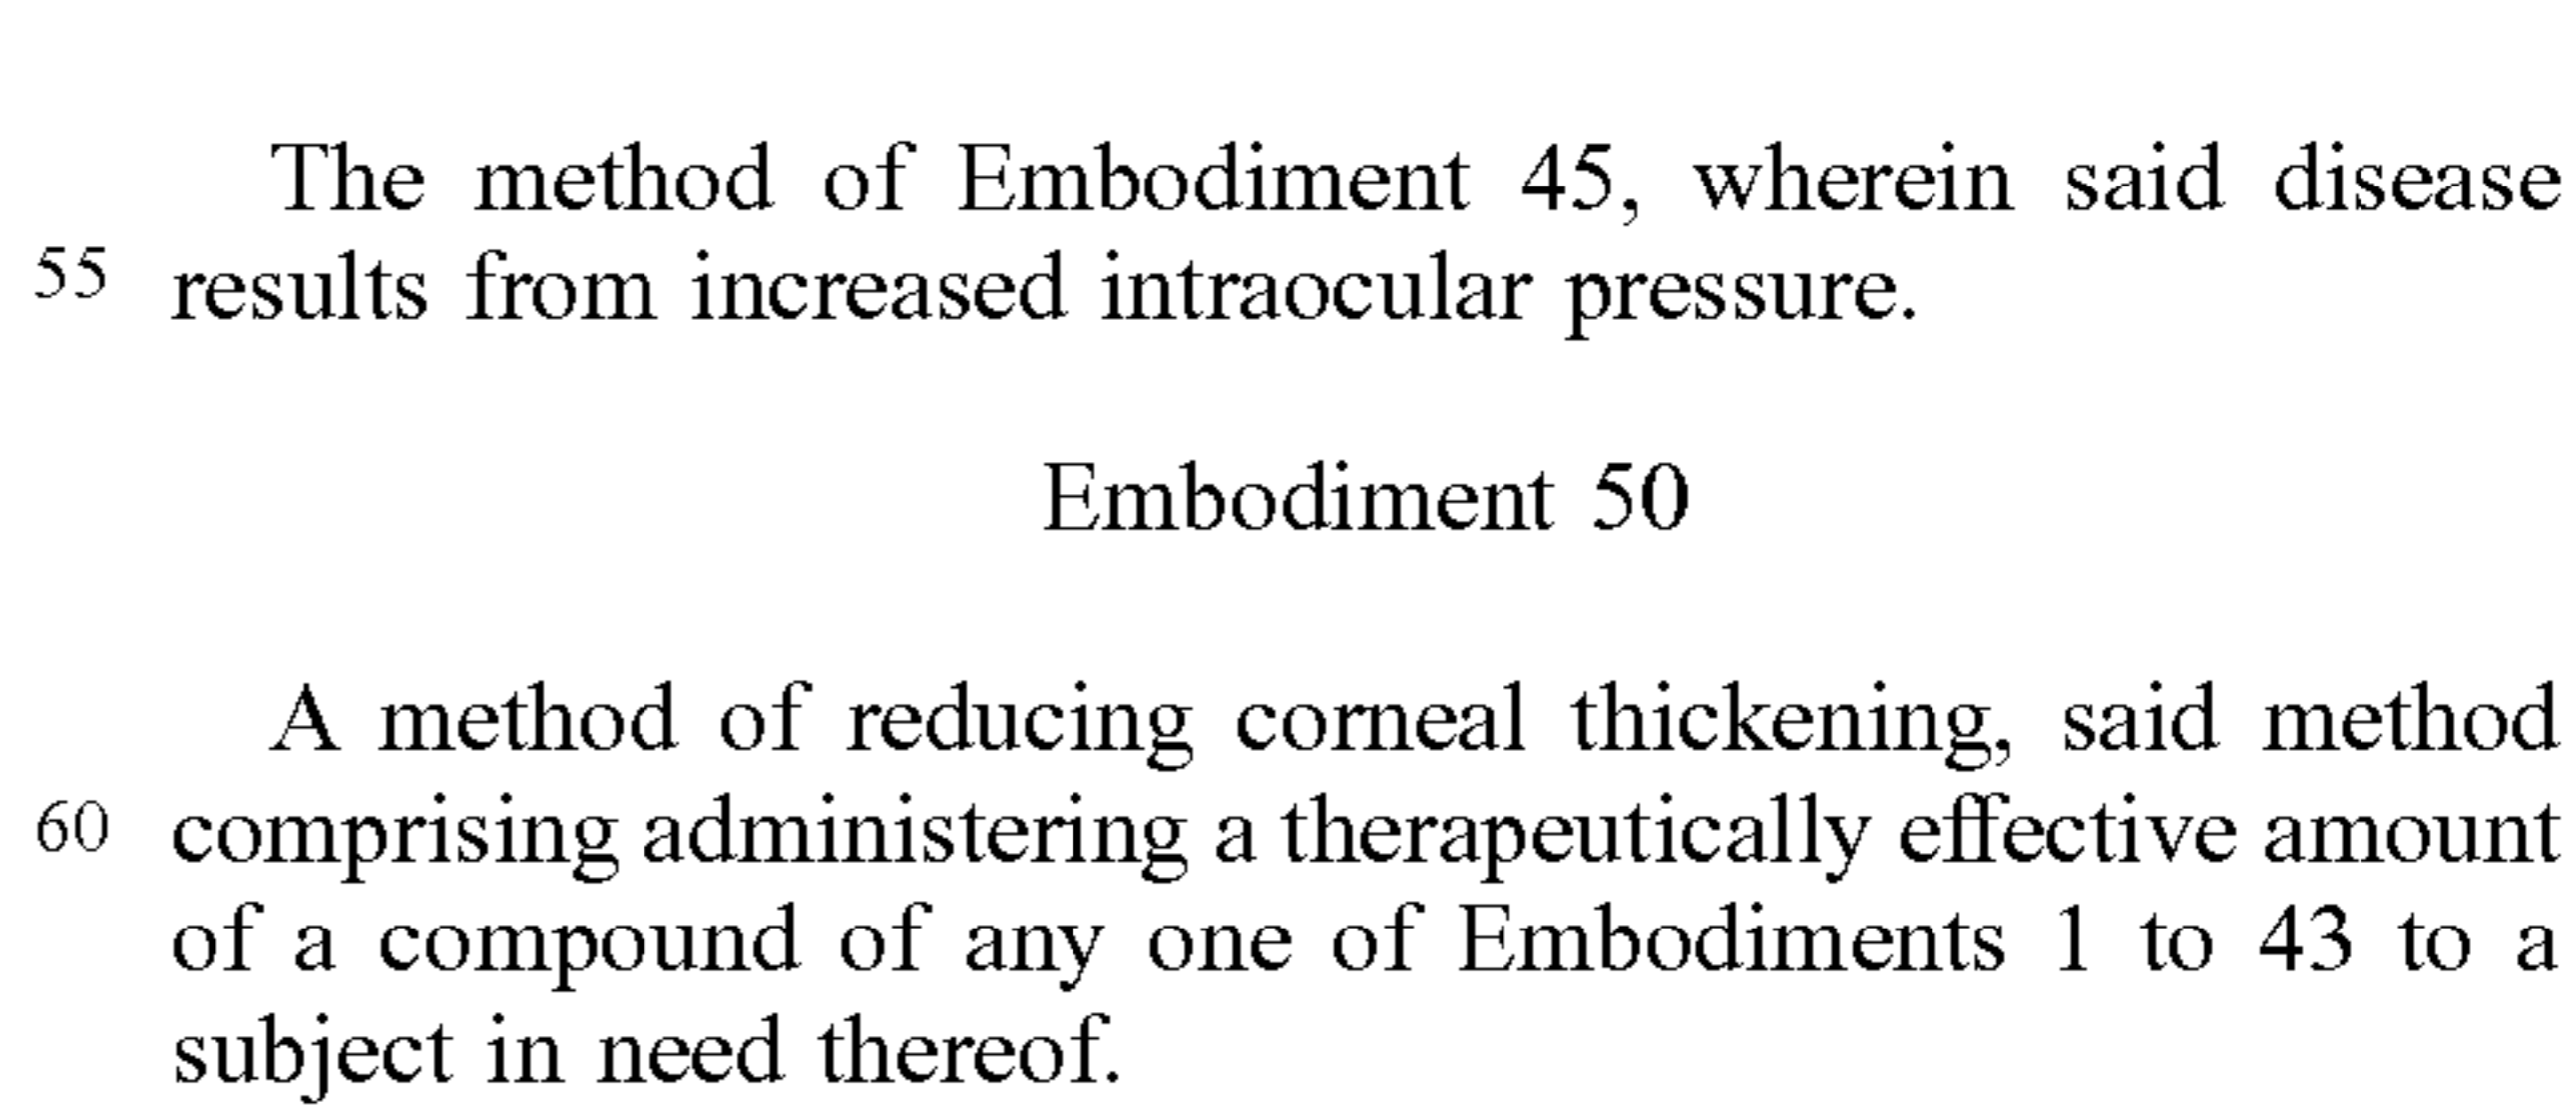 The method of Embodiment 45, wherein said disease
55 results from increased intraocular pressure.
Embodiment 50
A method of reducing corneal thickening, said method
60 comprising administering a therapeutically effective amount
of a compound of any one of Embodiments 1 to 43 to a
subject in need thereof.